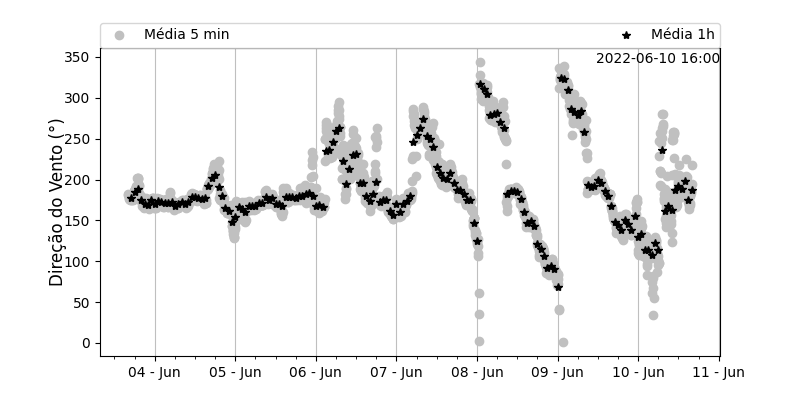 Média 5 min
Média 1h
2022-06-10 16:00
Direção do Vento (°)
350
300
250
200
150
100
50
0
04 - Jun
05 - Jun
06 - Jun
07 - Jun
08 - Jun
09 - Jun
10 - Jun
11 - Jun